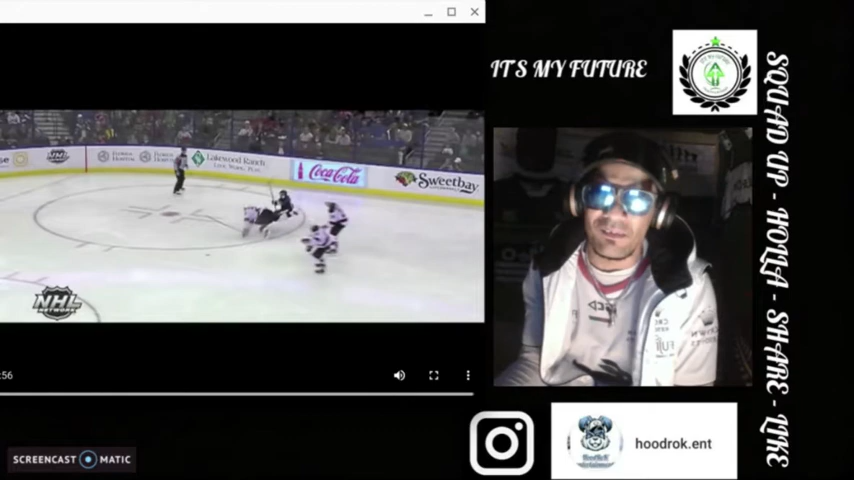 IT'S MY FUTURE
SQUAD UP - HOLLA - SHARE - LIKE
Lakewood Ranch
Coca-Cola
Sweetbay
NHL
NETWORK
:56
SCREENCAST MATIC
hoodrok.ent